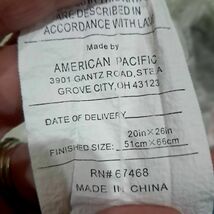 ARE DESCRIBED IN
ACCORDANCE WITH LAW
Made by
AMERICAN PACIFIC
3901 GANTZ ROAD, STE A
GROVE CITY, OH 43123
DATE OF DELIVERY
20in×26in
FINISHED SIZE: 51cm×66cm
RN# 67468
MADE IN CHINA